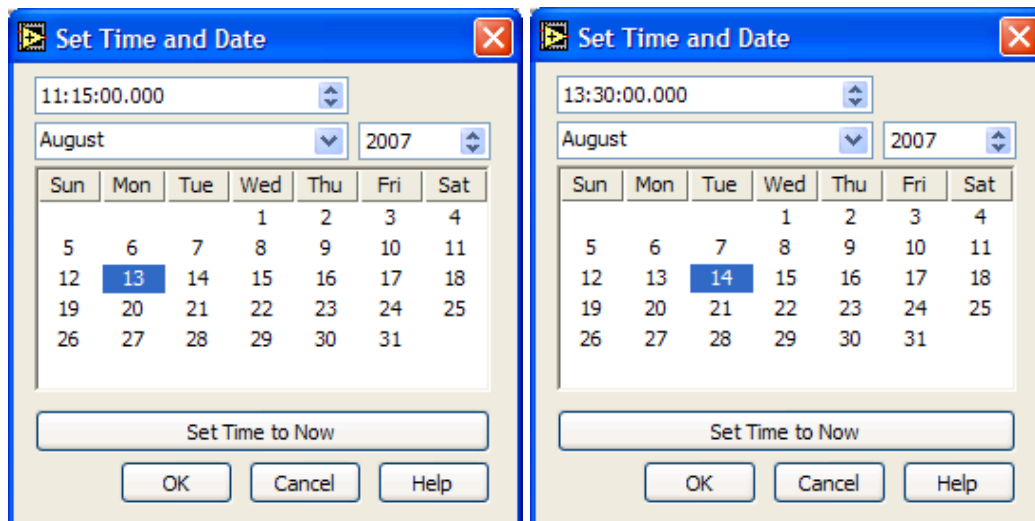 Set Time and Date
11:15:00.000
August 2007
Sun Mon Tue Wed Thu Fri Sat
1 2 3 4
5 6 7 8 9 10 11
12 13 14 15 16 17 18
19 20 21 22 23 24 25
26 27 28 29 30 31
Set Time to Now
OK Cancel Help
Set Time and Date
13:30:00.000
August 2007
Sun Mon Tue Wed Thu Fri Sat
1 2 3 4
5 6 7 8 9 10 11
12 13 14 15 16 17 18
19 20 21 22 23 24 25
26 27 28 29 30 31
Set Time to Now
OK Cancel Help